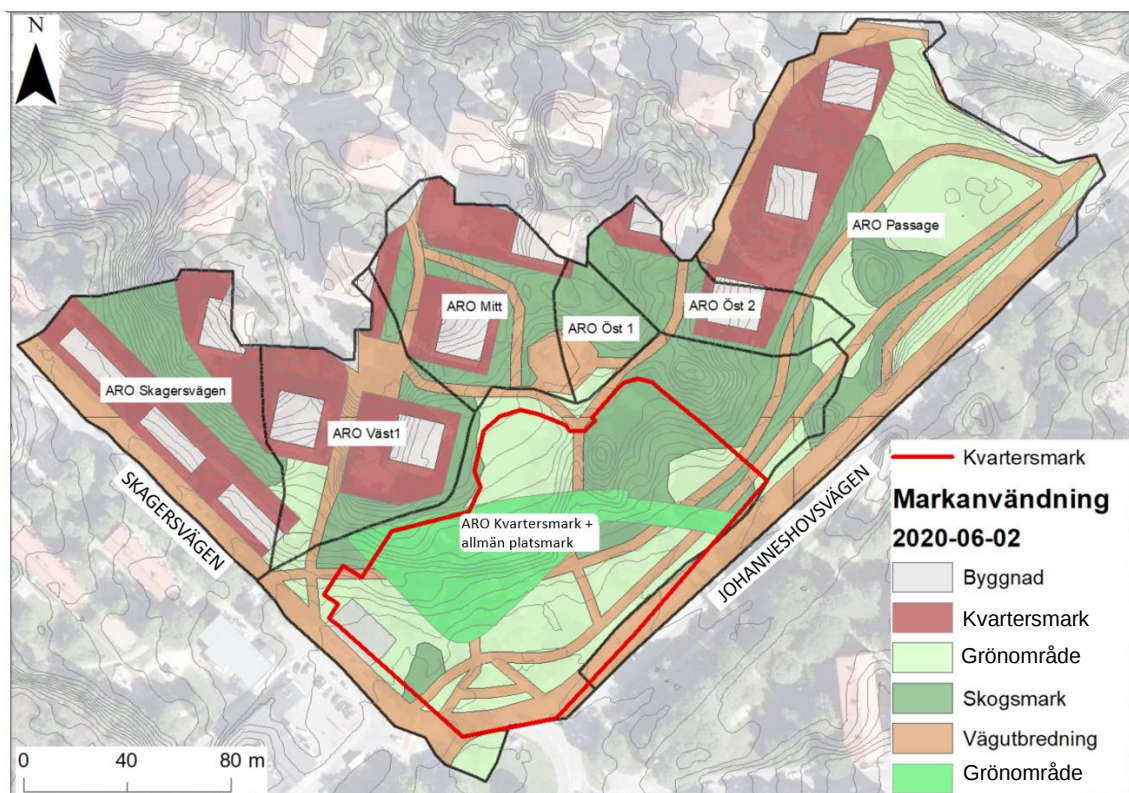 N
ARO Passage
ARO Mitt
ARO Öst 2
ARO Öst 1
ARO Skagersvägen
ARO Väst1
SKAGERSVÄGEN
ARO Kvartersmark +
allmän platsmark
JOHANNESHOVSVÄGEN
Kvartersmark
Markanvändning
2020-06-02
Byggnad
Kvartersmark
Grönområde
Skogsmark
Vägutbredning
Grönområde
0 40 80 m